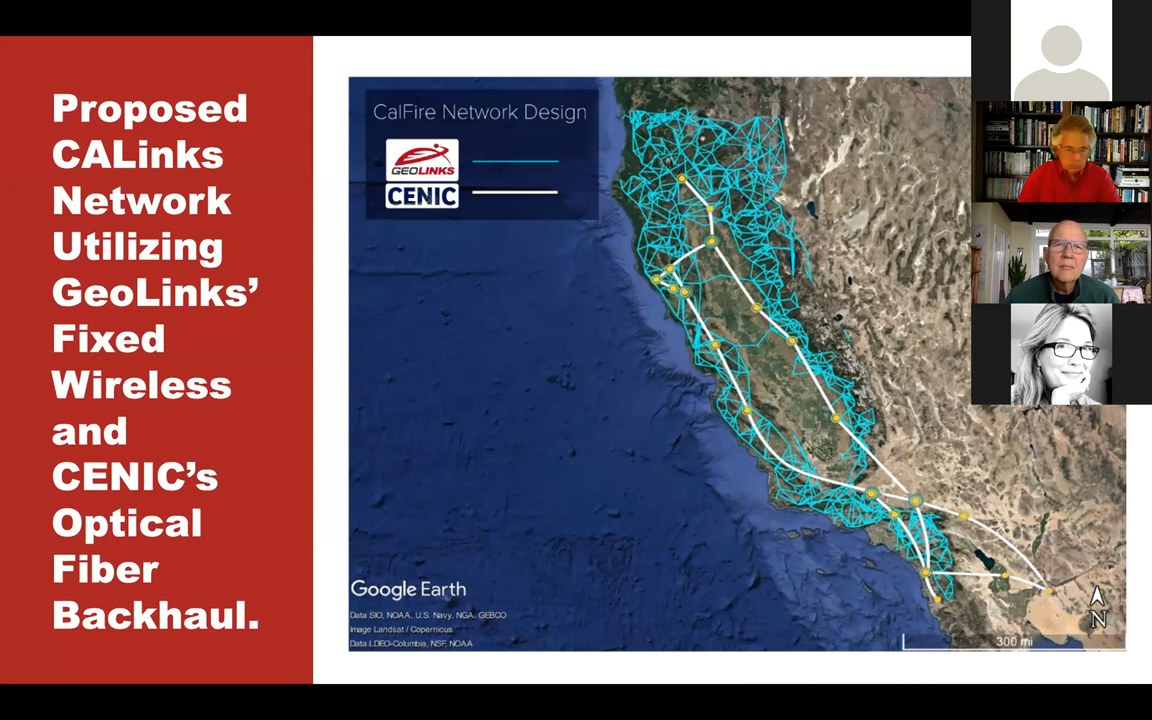 Proposed
CALinks
Network
Utilizing
GeoLinks’
Fixed
Wireless
and
CENIC’s
Optical
Fiber
Backhaul.
CalFire Network Design
GEOLINKS
CENIC
Google Earth
Data SIO, NOAA, U.S. Navy, NGA, GEBCO
Image Landsat / Copernicus
Data LDEO-Columbia, NSF, NOAA
N
300 mi